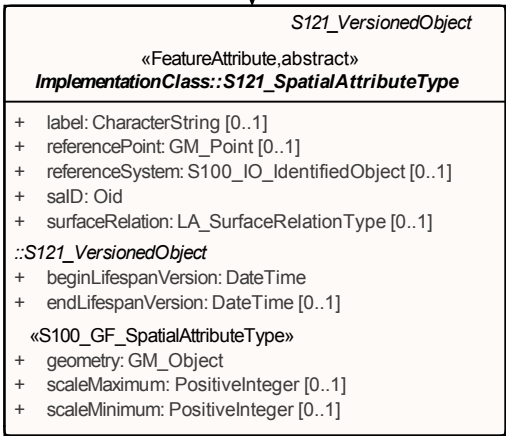 S121_VersionedObject
«FeatureAttribute,abstract»
ImplementationClass::S121_SpatialAttributeType
+ label: CharacterString [0..1]
+ referencePoint: GM_Point [0..1]
+ referenceSystem: S100_IO_IdentifiedObject [0..1]
+ saID: Oid
+ surfaceRelation: LA_SurfaceRelationType [0..1]
::S121_VersionedObject
+ beginLifespanVersion: DateTime
+ endLifespanVersion: DateTime [0..1]
«S100_GF_SpatialAttributeType»
+ geometry: GM_Object
+ scaleMaximum: PositiveInteger [0..1]
+ scaleMinimum: PositiveInteger [0..1]